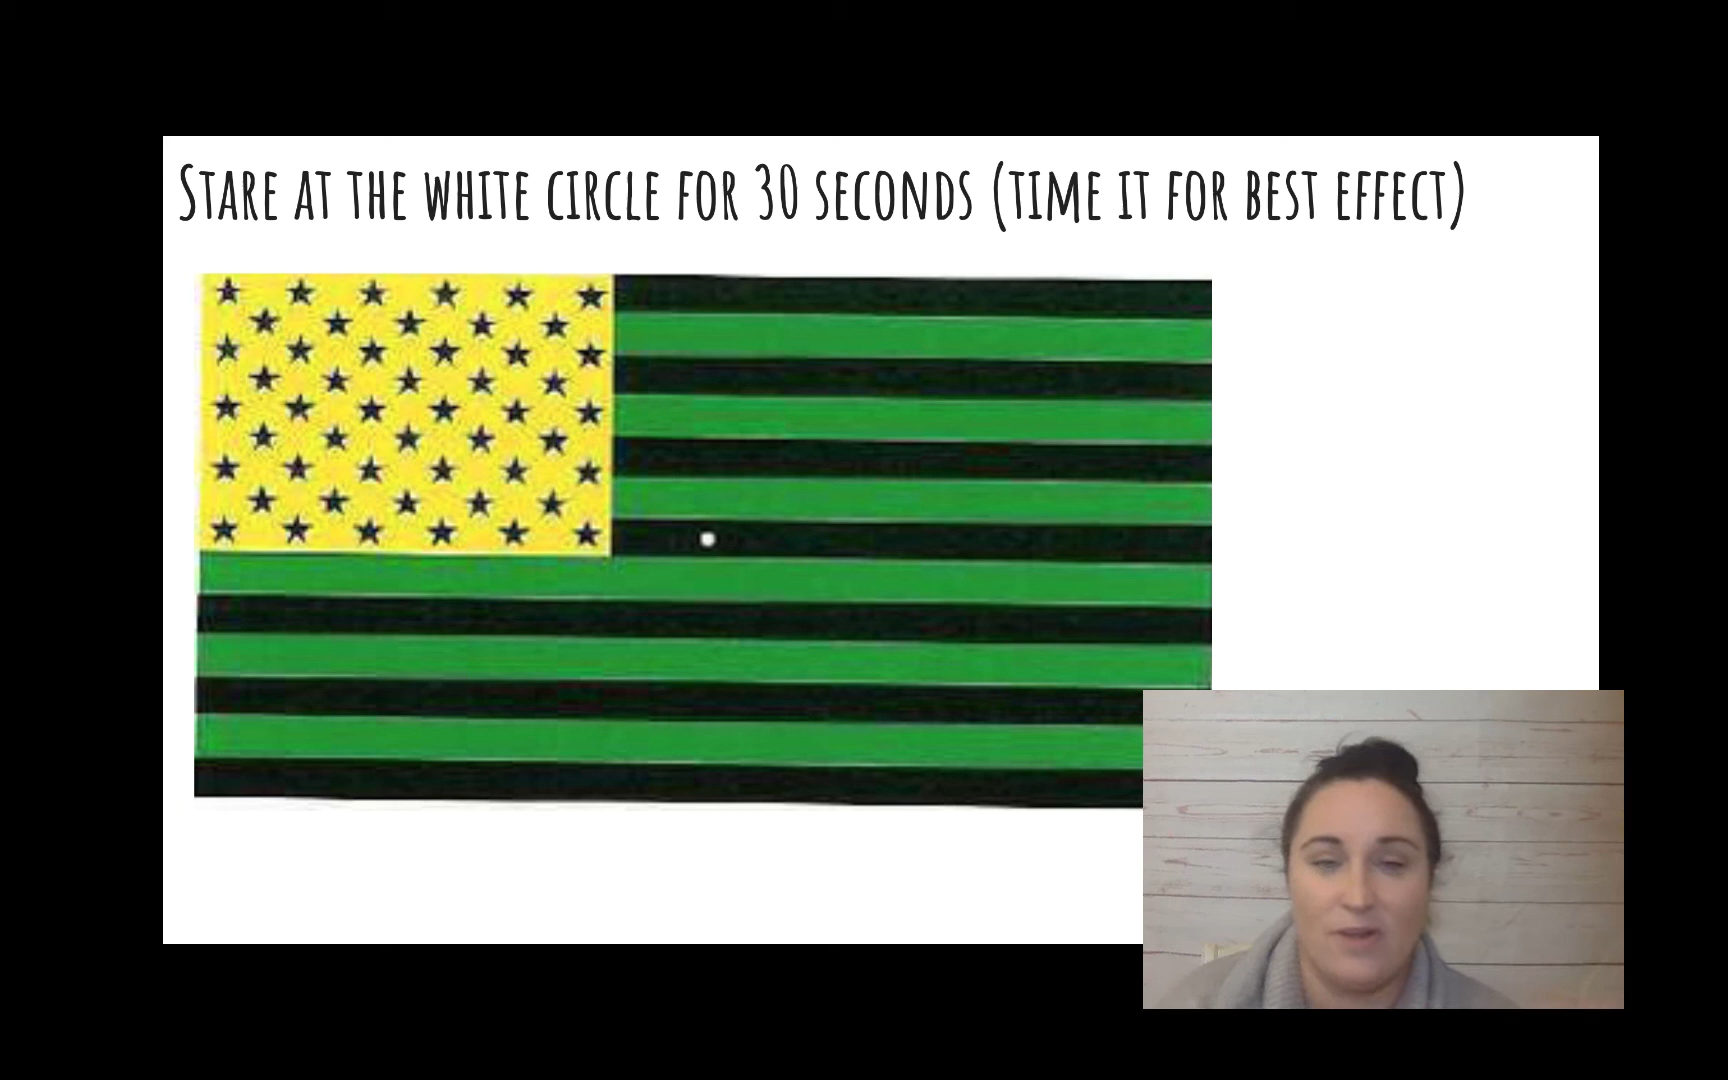 Stare at the white circle for 30 seconds (time it for best effect)